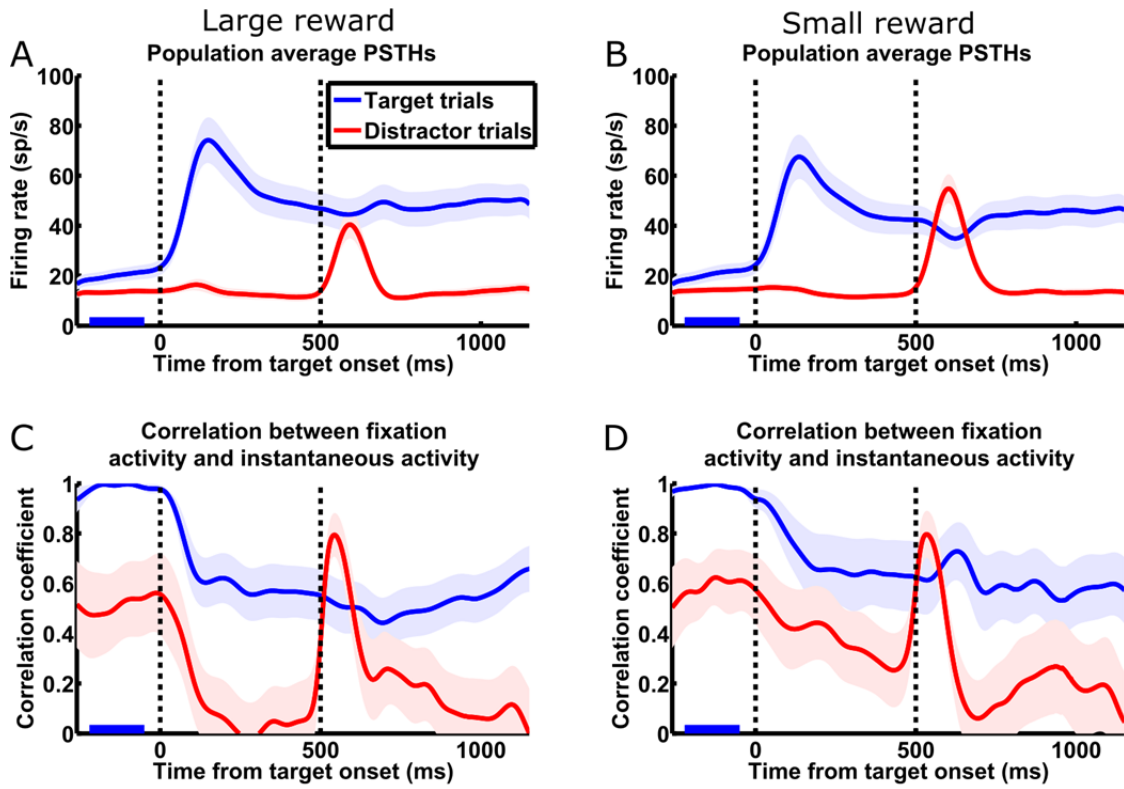 Large reward
Small reward
A
Population average PSTHs
B
Population average PSTHs
Firing rate (sp/s)
100
80
60
40
20
0
Target trials
Distractor trials
0
500
1000
Time from target onset (ms)
Firing rate (sp/s)
100
80
60
40
20
0
0
500
1000
Time from target onset (ms)
C
Correlation between fixation
activity and instantaneous activity
Correlation coefficient
1
0.8
0.6
0.4
0.2
0
0
500
1000
Time from target onset (ms)
D
Correlation between fixation
activity and instantaneous activity
Correlation coefficient
1
0.8
0.6
0.4
0.2
0
0
500
1000
Time from target onset (ms)